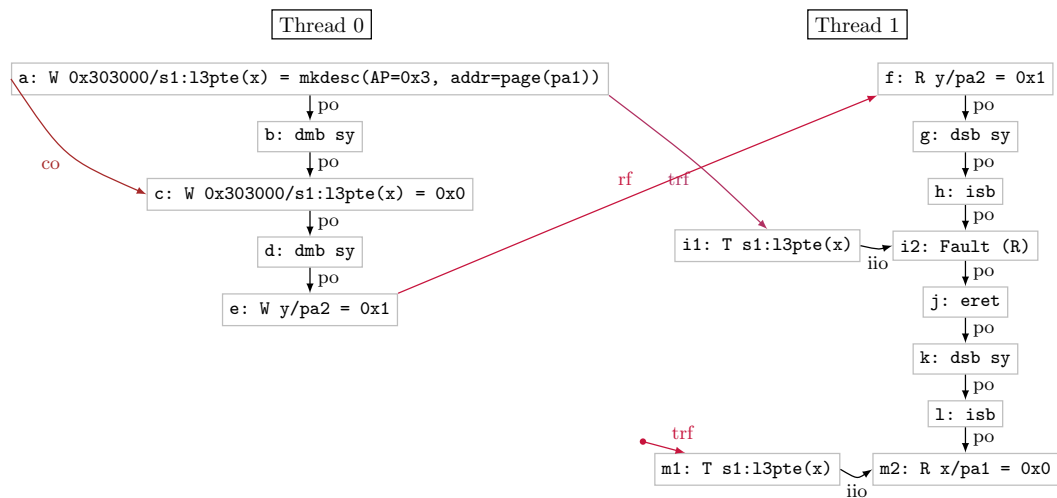 Thread 0
Thread 1
a: W 0x303000/s1:l3pte(x) = mkdesc(AP=0x3, addr=page(pa1))
f: R y/pa2 = 0x1
po
po
b: dmb sy
g: dsb sy
po
po
co
rf
trf
c: W 0x303000/s1:l3pte(x) = 0x0
h: isb
po
po
d: dmb sy
i1: T s1:l3pte(x)
iio
i2: Fault (R)
po
po
e: W y/pa2 = 0x1
j: eret
po
k: dsb sy
po
l: isb
trf
po
m1: T s1:l3pte(x)
iio
m2: R x/pa1 = 0x0